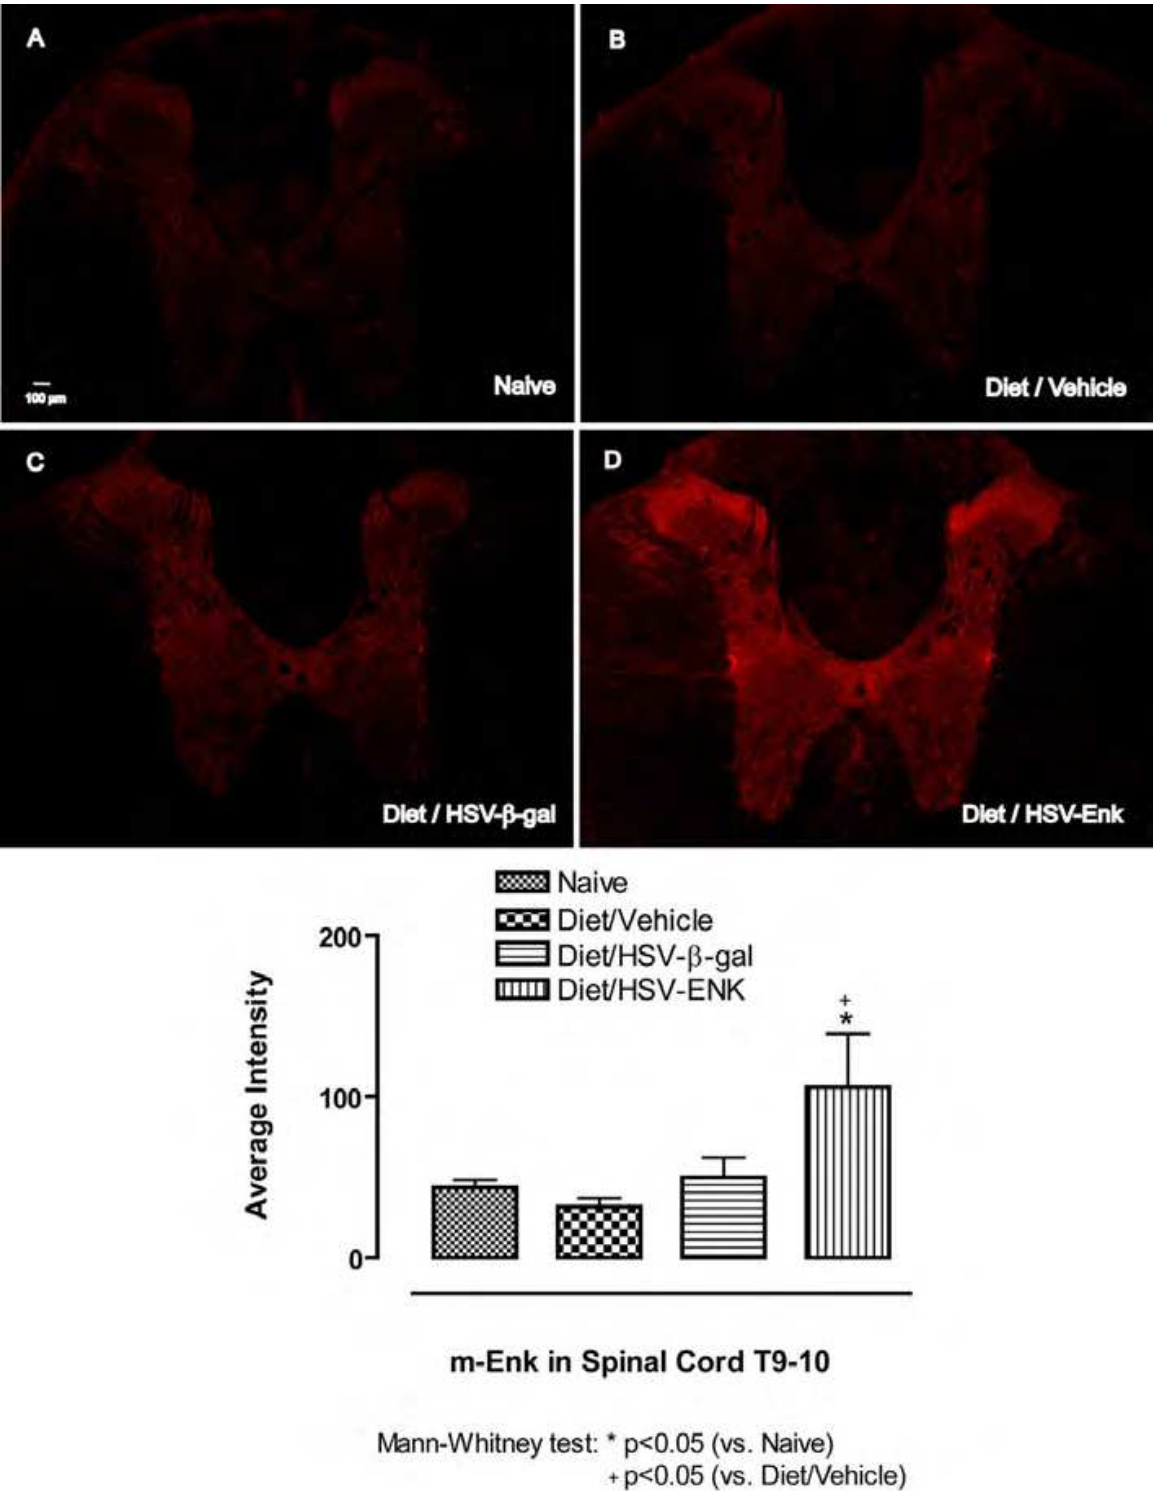 A
B
100 µm
Naive
Diet / Vehicle
C
D
Diet / HSV-β-gal
Diet / HSV-Enk
Naive
Diet/Vehicle
Diet/HSV-β-gal
Diet/HSV-ENK
200
100
0
Average Intensity
+
*
m-Enk in Spinal Cord T9-10
Mann-Whitney test: * p<0.05 (vs. Naive)
+ p<0.05 (vs. Diet/Vehicle)